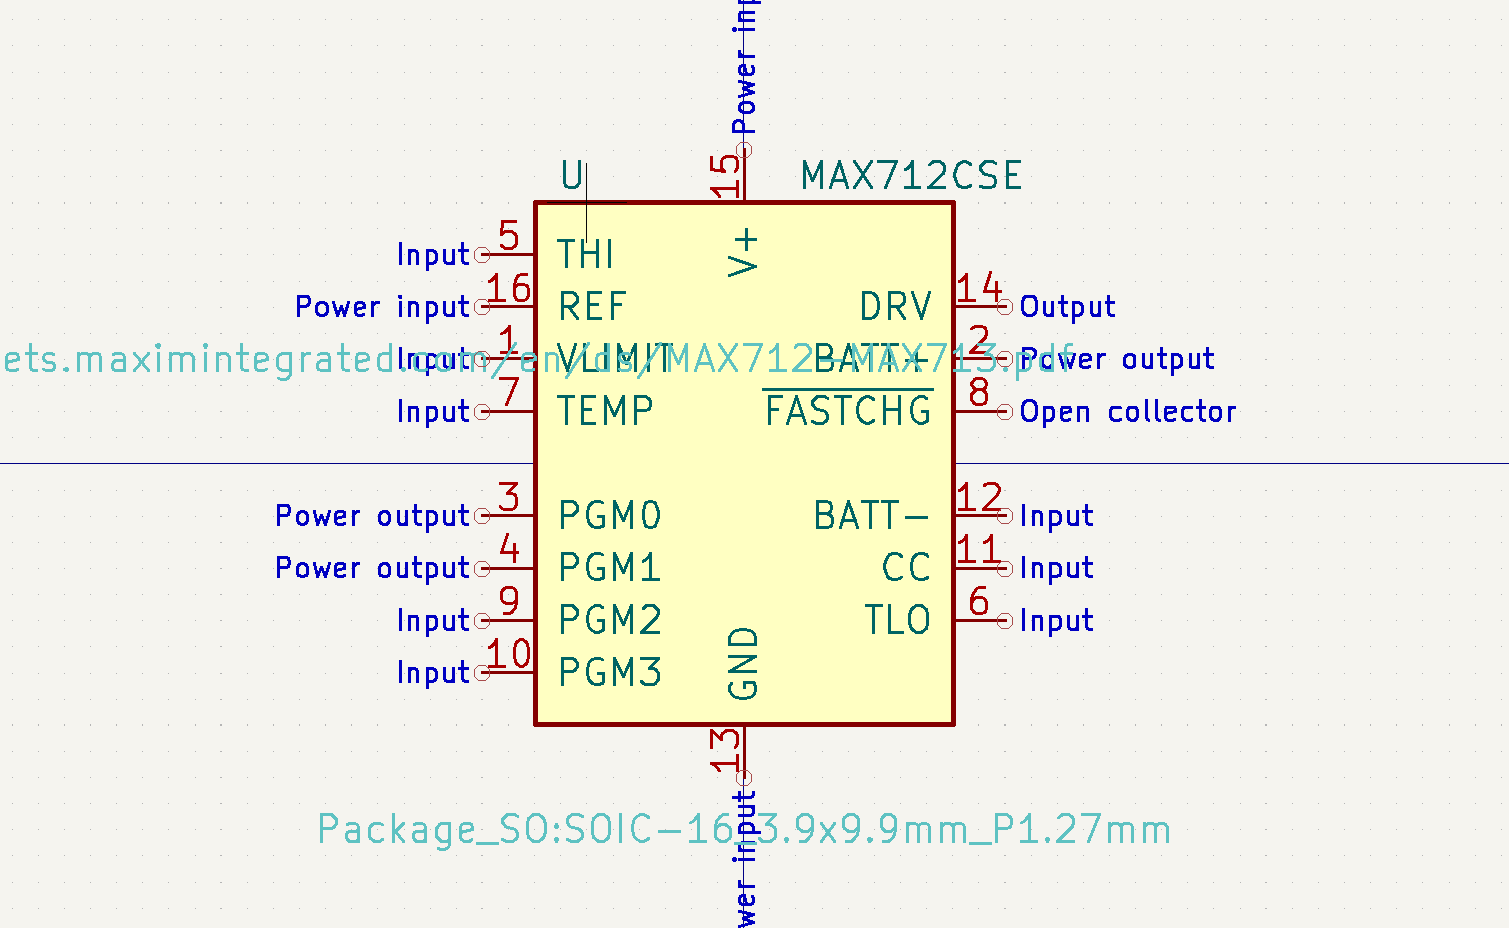 Power inp
15
U
MAX712CSE
V+
Input 5 THI
Power input 16 REF
DRV 14 Output
Input 1 VLIMIT
BATT+ 2 Power output
ets.maximintegrated.com/en/ds/MAX712-MAX713.pdf
Input 7 TEMP
FASTCHG 8 Open collector
Power output 3 PGM0
BATT- 12 Input
Power output 4 PGM1
CC 11 Input
Input 9 PGM2
TLO 6 Input
Input 10 PGM3
GND
13
Package_SO:SOIC-16_3.9x9.9mm_P1.27mm
wer input